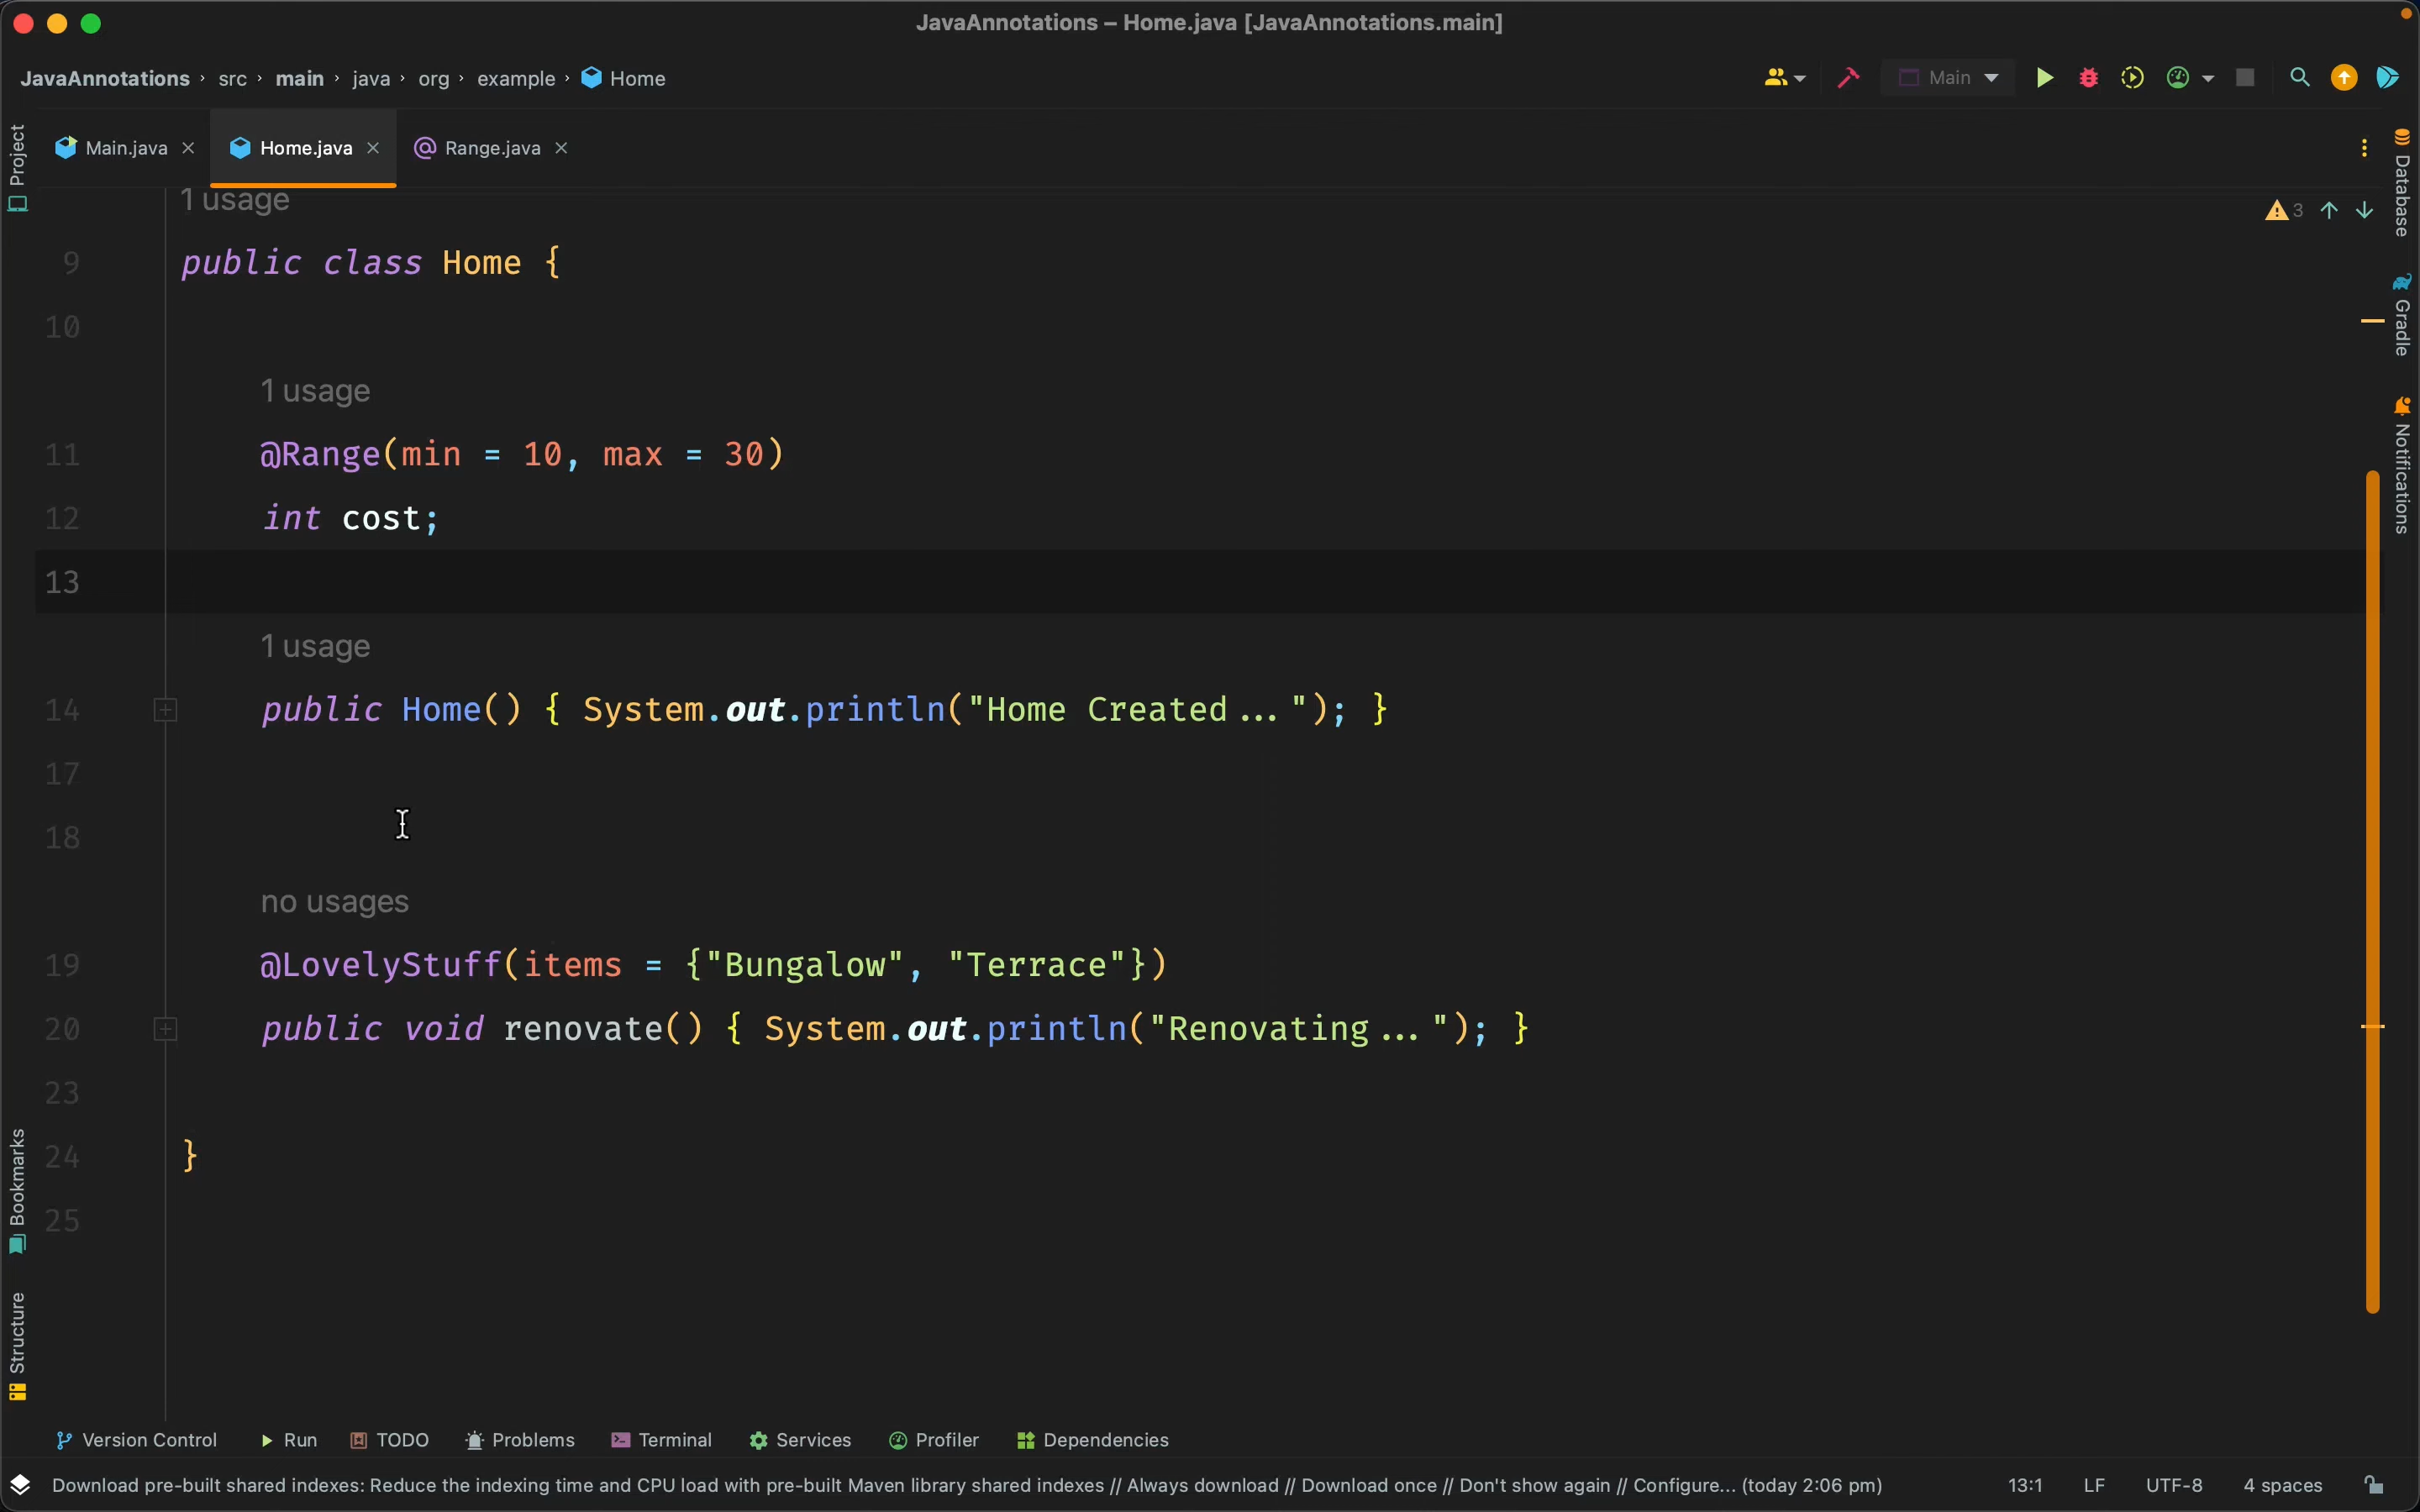 JavaAnnotations – Home.java [JavaAnnotations.main]
JavaAnnotations › src › main › java › org › example › Home
Main
Project
Main.java
Home.java
Range.java
Database
1 usage
3
9 public class Home {
Gradle
10
1 usage
Notifications
11 @Range(min = 10, max = 30)
12 int cost;
13
1 usage
14 public Home() { System.out.println("Home Created..."); }
17
18
no usages
19 @LovelyStuff(items = {"Bungalow", "Terrace"})
20 public void renovate() { System.out.println("Renovating..."); }
23
24 }
Bookmarks
25
Structure
Version Control Run TODO Problems Terminal Services Profiler Dependencies
Download pre-built shared indexes: Reduce the indexing time and CPU load with pre-built Maven library shared indexes // Always download // Download once // Don't show again // Configure... (today 2:06 pm) 13:1 LF UTF-8 4 spaces